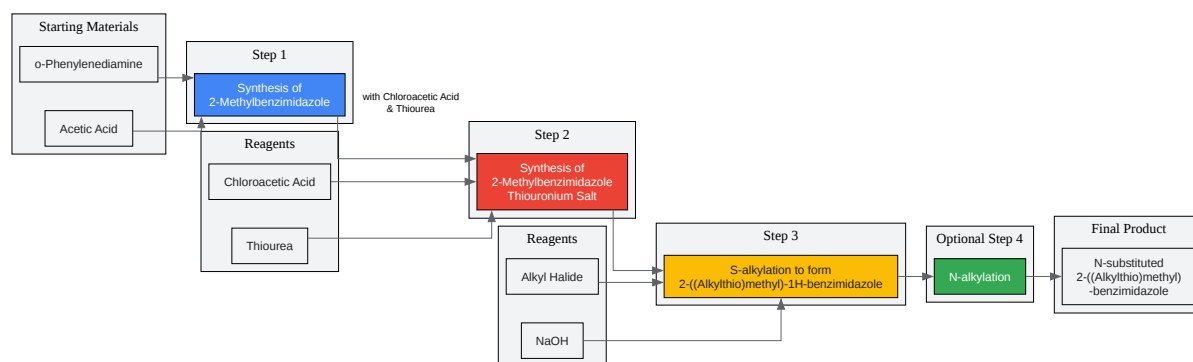 Starting Materials
o-Phenylenediamine
Acetic Acid
Step 1
Synthesis of
2-Methylbenzimidazole
with Chloroacetic Acid
& Thiourea
Reagents
Chloroacetic Acid
Thiourea
Step 2
Synthesis of
2-Methylbenzimidazole
Thiouronium Salt
Reagents
Alkyl Halide
NaOH
Step 3
S-alkylation to form
2-((Alkylthio)methyl)-1H-benzimidazole
Optional Step 4
N-alkylation
Final Product
N-substituted
2-((Alkylthio)methyl)
-benzimidazole